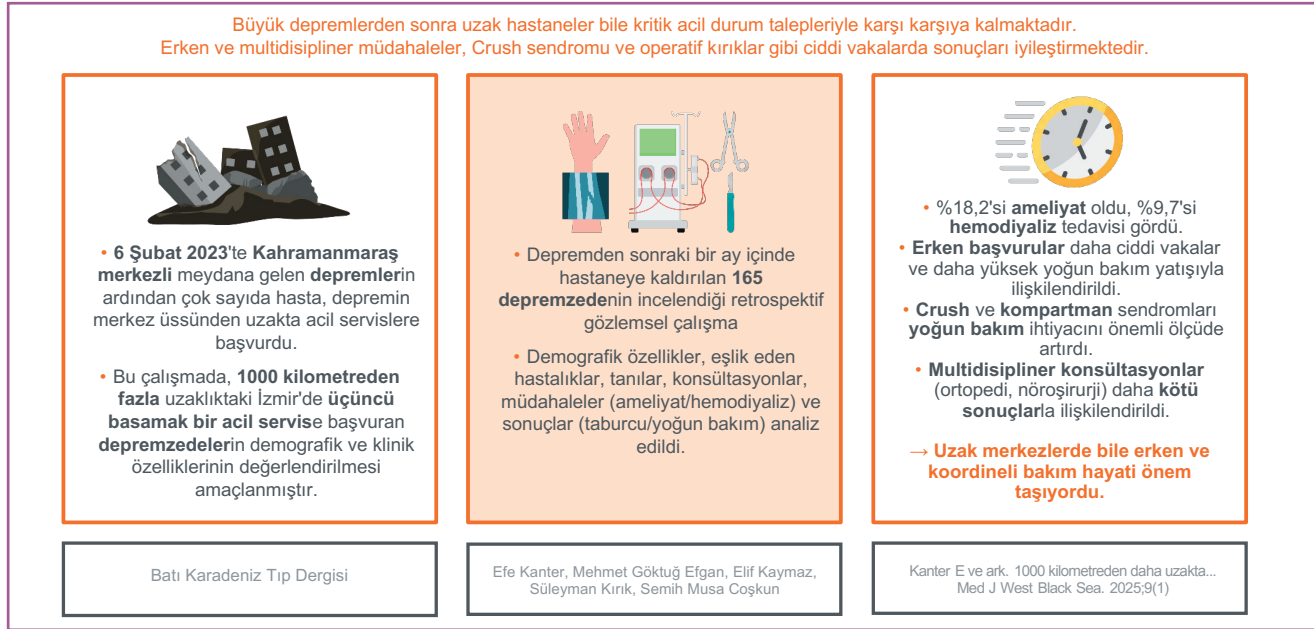 Büyük depremlerden sonra uzak hastaneler bile kritik acil durum talepleriyle karşı karşıya kalmaktadır.
Erken ve multidisipliner müdahaleler, Crush sendromu ve operatif kırıklar gibi ciddi vakalarda sonuçları iyileştirmektedir.
• 6 Şubat 2023'te Kahramanmaraş
merkezli meydana gelen depremlerin
ardından çok sayıda hasta, depremin
merkez üssünden uzakta acil servislere
başvurdu.
• Bu çalışmada, 1000 kilometreden
fazla uzaklıktaki İzmir'de üçüncü
basamak bir acil servise başvuran
depremzedelerin demografik ve klinik
özelliklerinin değerlendirilmesi
amaçlanmıştır.
• Depremden sonraki bir ay içinde
hastaneye kaldırılan 165
depremzedenin incelendiği retrospektif
gözlemsel çalışma
• Demografik özellikler, eşlik eden
hastalıklar, tanılar, konsültasyonlar,
müdahaleler (ameliyat/hemodiyaliz) ve
sonuçlar (taburcu/yoğun bakım) analiz
edildi.
• %18,2'si ameliyat oldu, %9,7'si
hemodiyaliz tedavisi gördü.
• Erken başvurular daha ciddi vakalar
ve daha yüksek yoğun bakım yatışıyla
ilişkilendirildi.
• Crush ve kompartman sendromları
yoğun bakım ihtiyacını önemli ölçüde
artırdı.
• Multidisipliner konsültasyonlar
(ortopedi, nöroşirurji) daha kötü
sonuçlarla ilişkilendirildi.
→ Uzak merkezlerde bile erken ve
koordineli bakım hayati önem
taşıyordu.
Batı Karadeniz Tıp Dergisi
Efe Kanter, Mehmet Göktuğ Efgan, Elif Kaymaz,
Süleyman Kırık, Semih Musa Coşkun
Kanter E ve ark. 1000 kilometreden daha uzakta...
Med J West Black Sea. 2025;9(1)